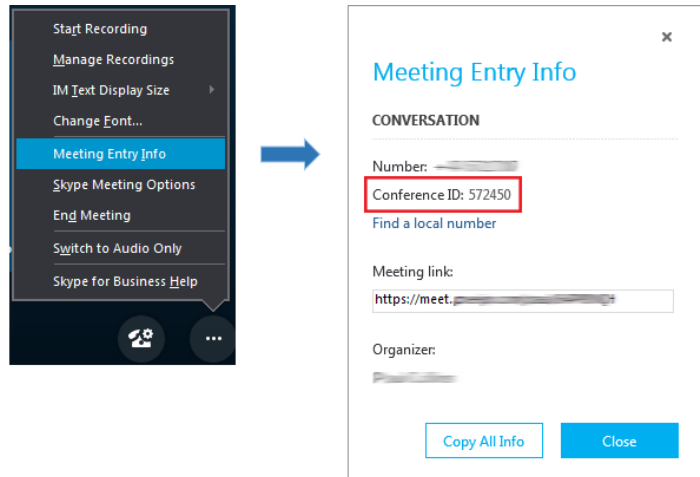 Start Recording
Manage Recordings
IM Text Display Size
Change Font...
Meeting Entry Info
Skype Meeting Options
End Meeting
Switch to Audio Only
Skype for Business Help
Meeting Entry Info
CONVERSATION
Number:
Conference ID: 572450
Find a local number
Meeting link:
https://meet.
Organizer:
Copy All Info
Close